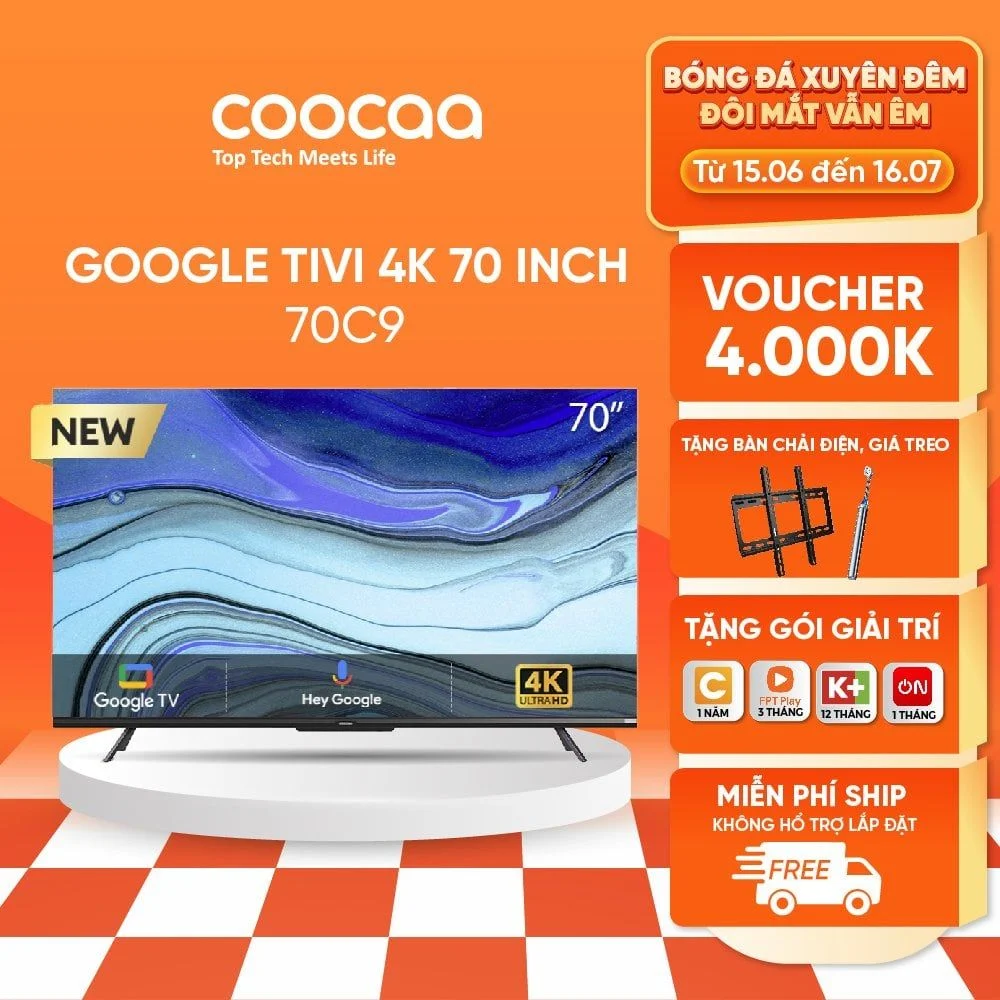 coocaa
Top Tech Meets Life
GOOGLE TIVI 4K 70 INCH
70C9
NEW
70”
Google TV
Hey Google
4K
ULTRA HD
BÓNG ĐÁ XUYÊN ĐÊM
ĐÔI MẮT VẪN ÊM
Từ 15.06 đến 16.07
VOUCHER
4.000K
TẶNG BÀN CHẢI ĐIỆN, GIÁ TREO
TẶNG GÓI GIẢI TRÍ
C
1 NĂM
FPT Play
3 THÁNG
K+
12 THÁNG
ON
1 THÁNG
MIỄN PHÍ SHIP
KHÔNG HỖ TRỢ LẮP ĐẶT
FREE